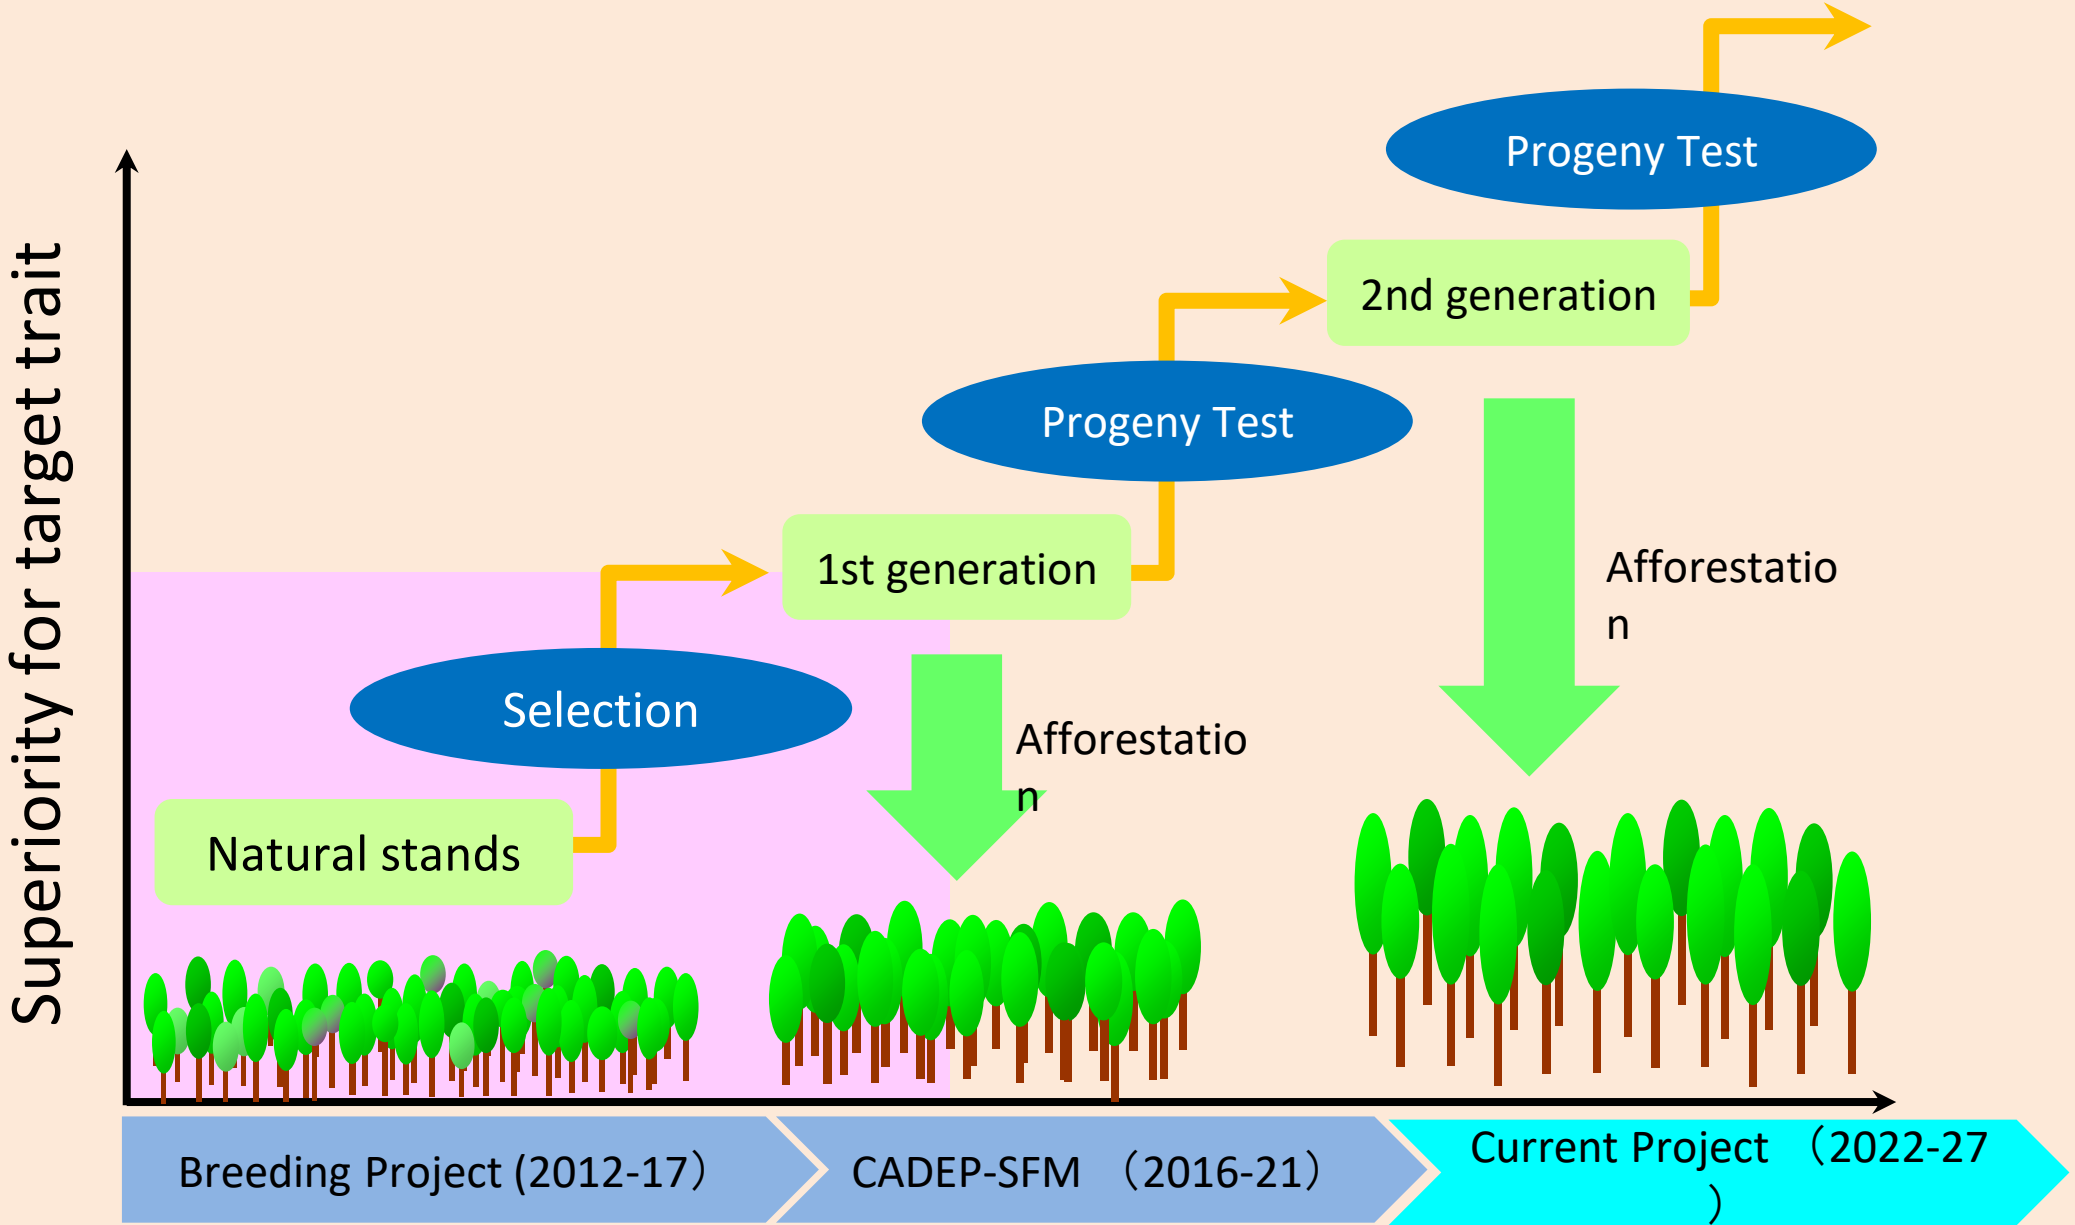 Superiority for target trait
Progeny Test
2nd generation
Progeny Test
1st generation
Afforestatio
n
Selection
Afforestatio
n
Natural stands
Breeding Project (2012-17）
CADEP-SFM （2016-21）
Current Project （2022-27
）